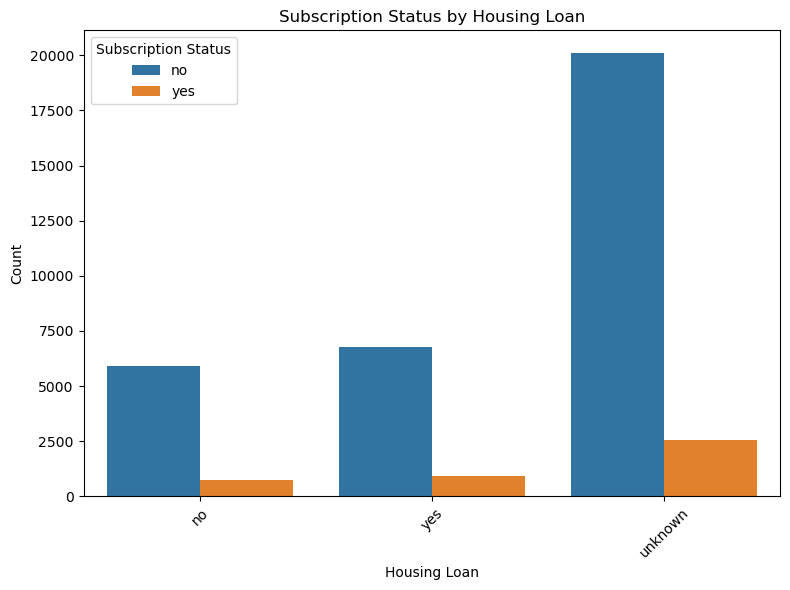 Subscription Status by Housing Loan
Subscription Status
no
yes
20000
17500
15000
12500
10000
7500
5000
2500
0
Count
no
yes
unknown
Housing Loan